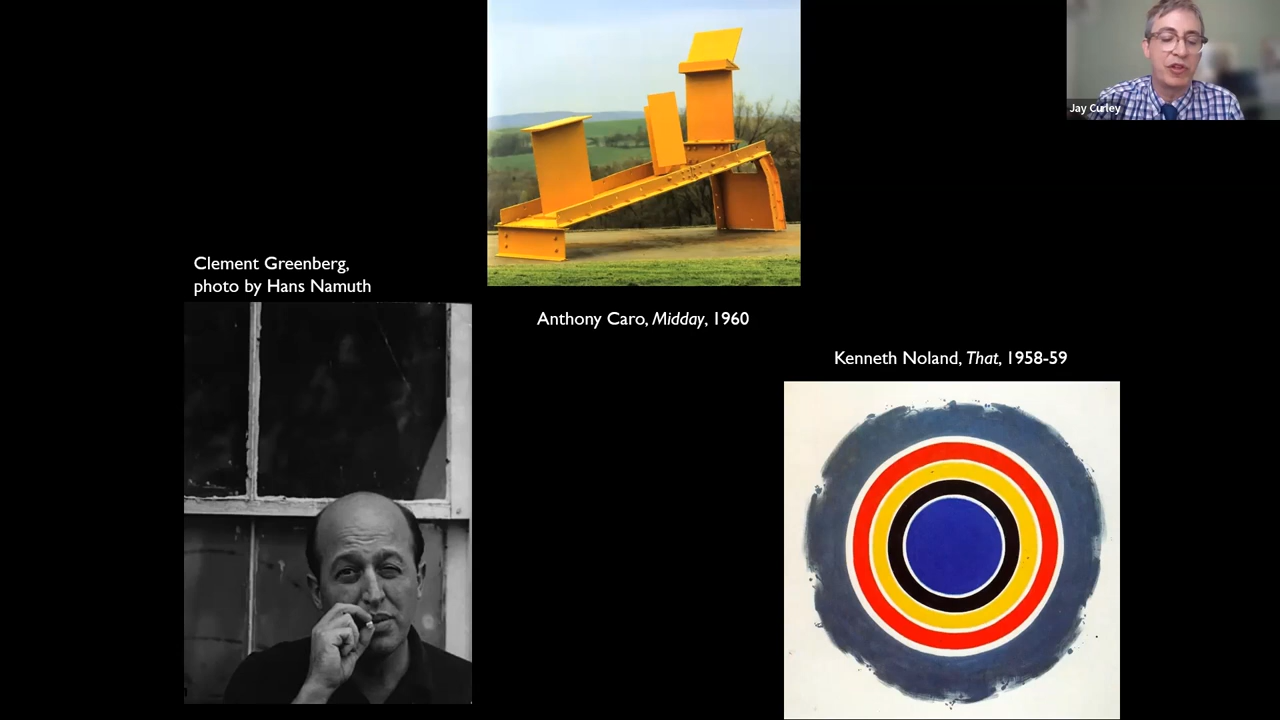 Jay Curley
Clement Greenberg,
photo by Hans Namuth
Anthony Caro, Midday, 1960
Kenneth Noland, That, 1958-59